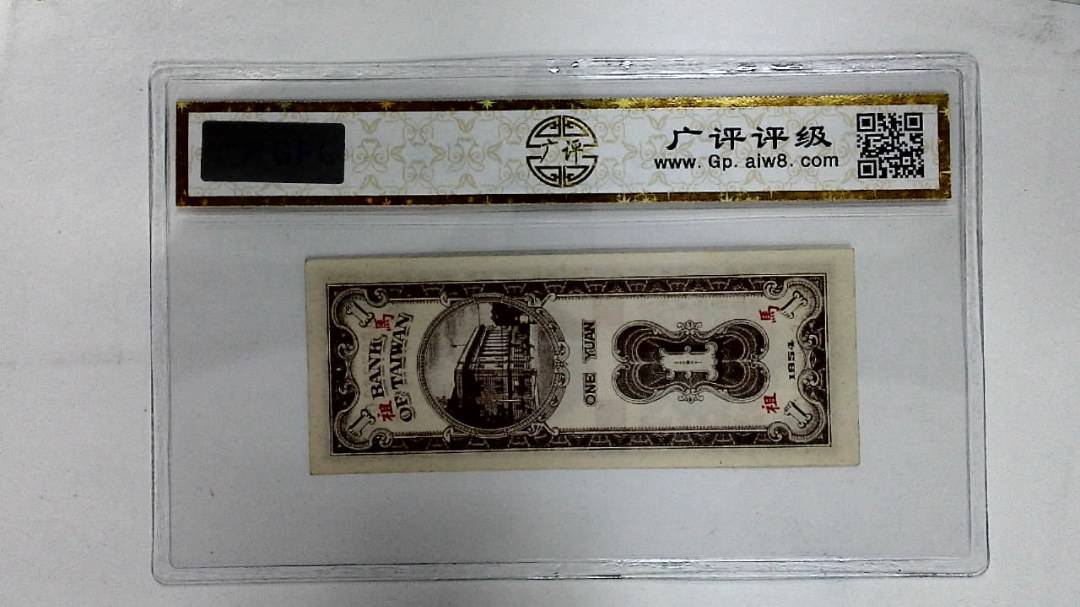 广评
广评评级
www. Gp. aiw8. com
BANK
OF TAIWAN
馬
祖
ONE YUAN
馬
祖
1954